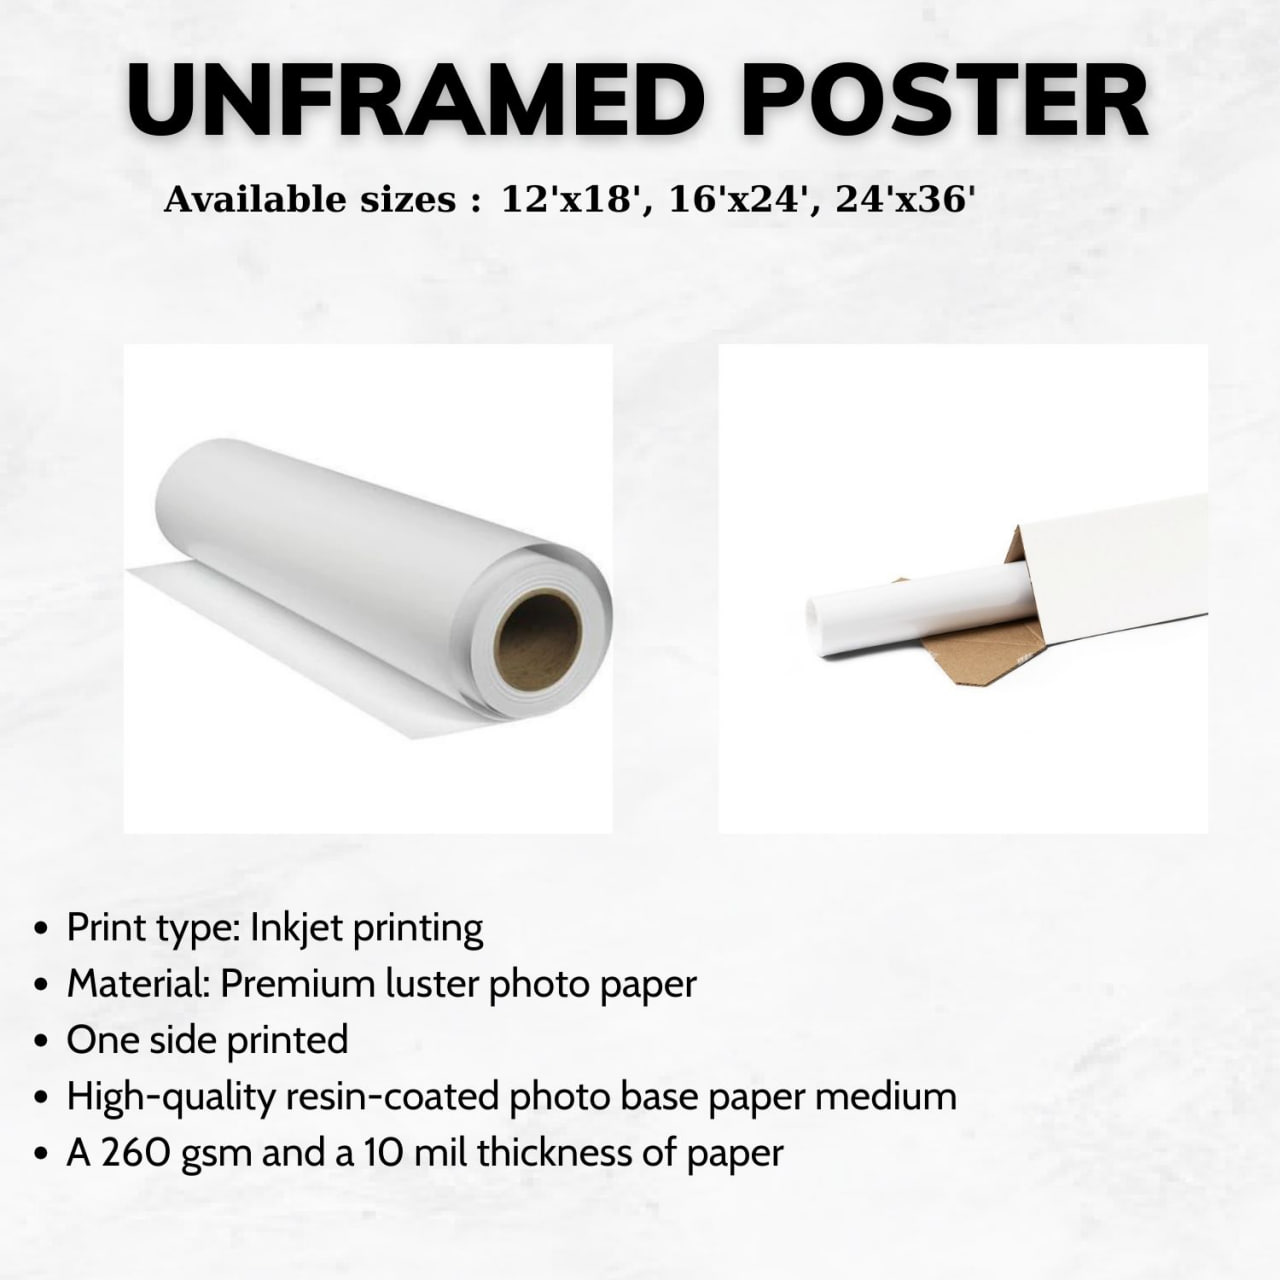 UNFRAMED POSTER
Available sizes : 12'x18', 16'x24', 24'x36'
• Print type: Inkjet printing
• Material: Premium luster photo paper
• One side printed
• High-quality resin-coated photo base paper medium
• A 260 gsm and a 10 mil thickness of paper